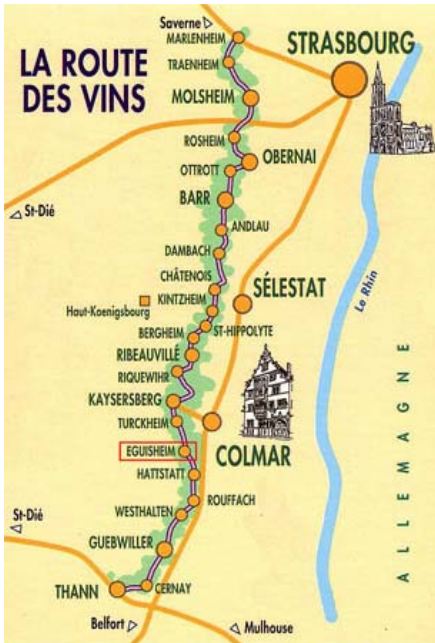 Saverne
MARLENHEIM
STRASBOURG
LA ROUTE
DES VINS
TRAENHEIM
MOLSHEIM
ROSHEIM
OBERNAI
OTTROTT
BARR
St-Dié
ANDLAU
DAMBACH
CHÂTENOIS
SÉLESTAT
Le Rhin
KINTZHEIM
Haut-Koenigsbourg
ST-HIPPOLYTE
BERGHEIM
RIBEAUVILLÉ
RIQUEWIHR
KAYSERSBERG
TURCKHEIM
COLMAR
EGUISHEIM
HATTSTATT
ALLEMAGNE
ROUFFACH
WESTHALTEN
St-Dié
GUEBWILLER
THANN
CERNAY
Belfort
Mulhouse